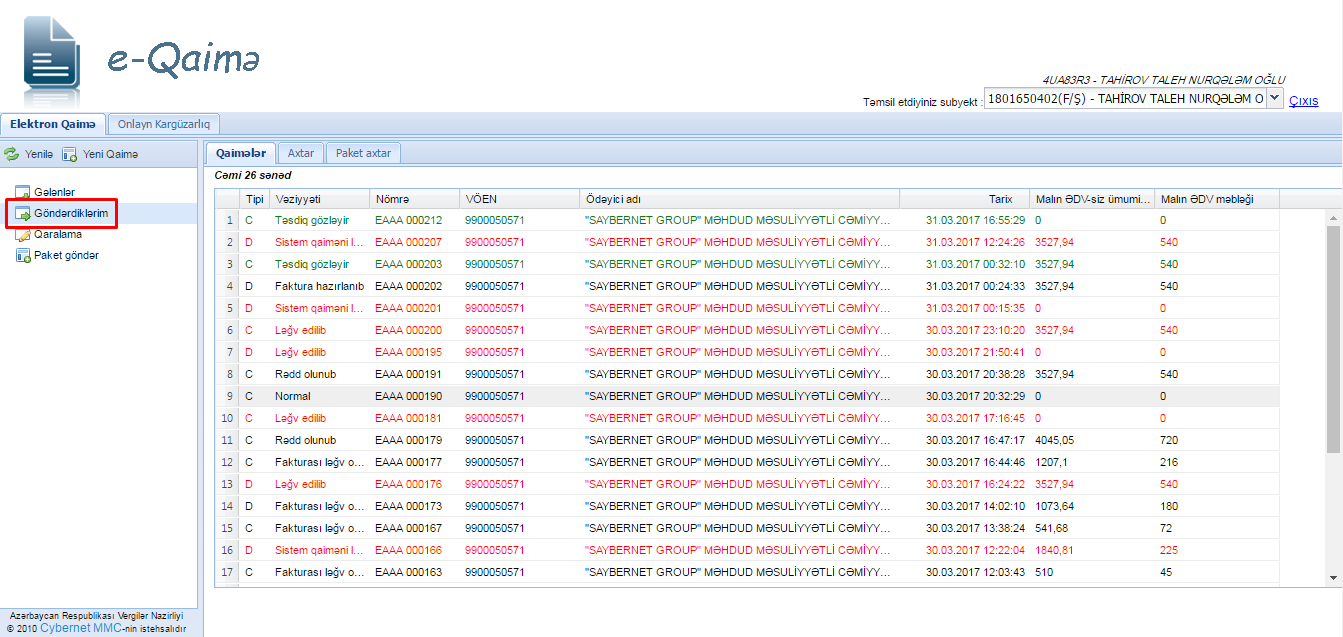 e-Qaimə
4UA83R3 - TAHİROV TALEH NURQƏLƏM OĞLU
Təmsil etdiyiniz subyekt : 1801650402(F/Ş) - TAHİROV TALEH NURQƏLƏM O Çıxıs
Elektron Qaimə Onlayn Kargüzarlıq
Yenilə Yeni Qaimə
Qaimələr Axtar Paket axtar
Cəmi 26 sənəd
Gələnlər
Göndərdiklərim
Qaralama
Paket göndər
Tipi Vəziyyəti Nömrə VÖEN Ödəyici adı Tarix Malın ƏDV-siz ümumi... Malın ƏDV məbləği
1 C Təsdiq gözləyir EAAA 000212 9900050571 "SAYBERNET GROUP" MƏHDUD MƏSULİYYƏTLİ CƏMİYY... 31.03.2017 16:55:29 0 0
2 D Sistem qaiməni l... EAAA 000207 9900050571 "SAYBERNET GROUP" MƏHDUD MƏSULİYYƏTLİ CƏMİYY... 31.03.2017 12:24:26 3527,94 540
3 C Təsdiq gözləyir EAAA 000203 9900050571 "SAYBERNET GROUP" MƏHDUD MƏSULİYYƏTLİ CƏMİYY... 31.03.2017 00:32:10 3527,94 540
4 D Faktura hazırlanıb EAAA 000202 9900050571 "SAYBERNET GROUP" MƏHDUD MƏSULİYYƏTLİ CƏMİYY... 31.03.2017 00:24:33 3527,94 540
5 D Sistem qaiməni l... EAAA 000201 9900050571 "SAYBERNET GROUP" MƏHDUD MƏSULİYYƏTLİ CƏMİYY... 31.03.2017 00:15:35 0 0
6 C Ləğv edilib EAAA 000200 9900050571 "SAYBERNET GROUP" MƏHDUD MƏSULİYYƏTLİ CƏMİYY... 30.03.2017 23:10:20 3527,94 540
7 D Ləğv edilib EAAA 000195 9900050571 "SAYBERNET GROUP" MƏHDUD MƏSULİYYƏTLİ CƏMİYY... 30.03.2017 21:50:41 0 0
8 C Rədd olunub EAAA 000191 9900050571 "SAYBERNET GROUP" MƏHDUD MƏSULİYYƏTLİ CƏMİYY... 30.03.2017 20:38:28 3527,94 540
9 C Normal EAAA 000190 9900050571 "SAYBERNET GROUP" MƏHDUD MƏSULİYYƏTLİ CƏMİYY... 30.03.2017 20:32:29 0 0
10 C Ləğv edilib EAAA 000181 9900050571 "SAYBERNET GROUP" MƏHDUD MƏSULİYYƏTLİ CƏMİYY... 30.03.2017 17:16:45 0 0
11 C Rədd olunub EAAA 000179 9900050571 "SAYBERNET GROUP" MƏHDUD MƏSULİYYƏTLİ CƏMİYY... 30.03.2017 16:47:17 4045,05 720
12 C Fakturası ləğv o... EAAA 000177 9900050571 "SAYBERNET GROUP" MƏHDUD MƏSULİYYƏTLİ CƏMİYY... 30.03.2017 16:44:46 1207,1 216
13 D Ləğv edilib EAAA 000176 9900050571 "SAYBERNET GROUP" MƏHDUD MƏSULİYYƏTLİ CƏMİYY... 30.03.2017 16:24:22 3527,94 540
14 D Fakturası ləğv o... EAAA 000173 9900050571 "SAYBERNET GROUP" MƏHDUD MƏSULİYYƏTLİ CƏMİYY... 30.03.2017 14:02:10 1073,64 180
15 C Fakturası ləğv o... EAAA 000167 9900050571 "SAYBERNET GROUP" MƏHDUD MƏSULİYYƏTLİ CƏMİYY... 30.03.2017 13:38:24 541,68 72
16 D Sistem qaiməni l... EAAA 000166 9900050571 "SAYBERNET GROUP" MƏHDUD MƏSULİYYƏTLİ CƏMİYY... 30.03.2017 12:22:04 1840,81 225
17 C Fakturası ləğv o... EAAA 000163 9900050571 "SAYBERNET GROUP" MƏHDUD MƏSULİYYƏTLİ CƏMİYY... 30.03.2017 12:03:43 510 45
Azərbaycan Respublikası Vergilər Nazirliyi
© 2010 Cybernet MMC-nin istehsalıdır